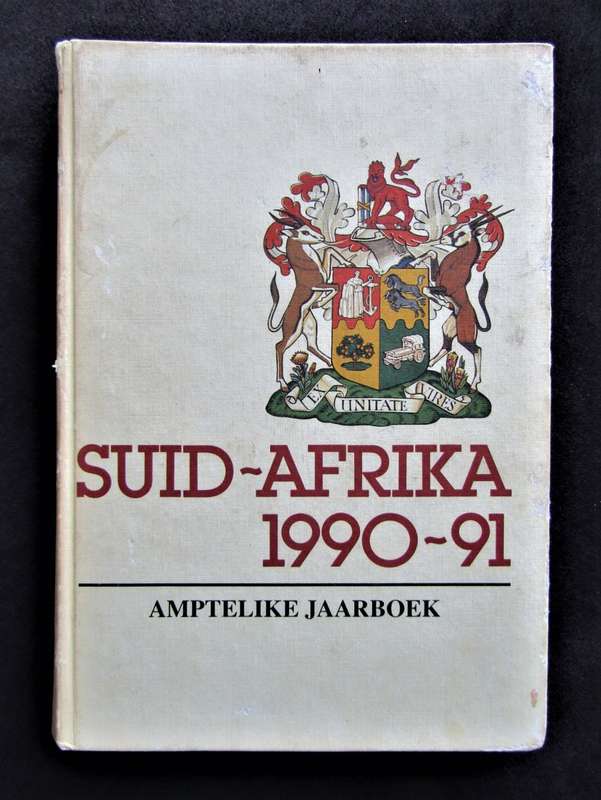 EX UNITATE VIRES
SUID~AFRIKA
1990~91
AMPTELIKE JAARBOEK